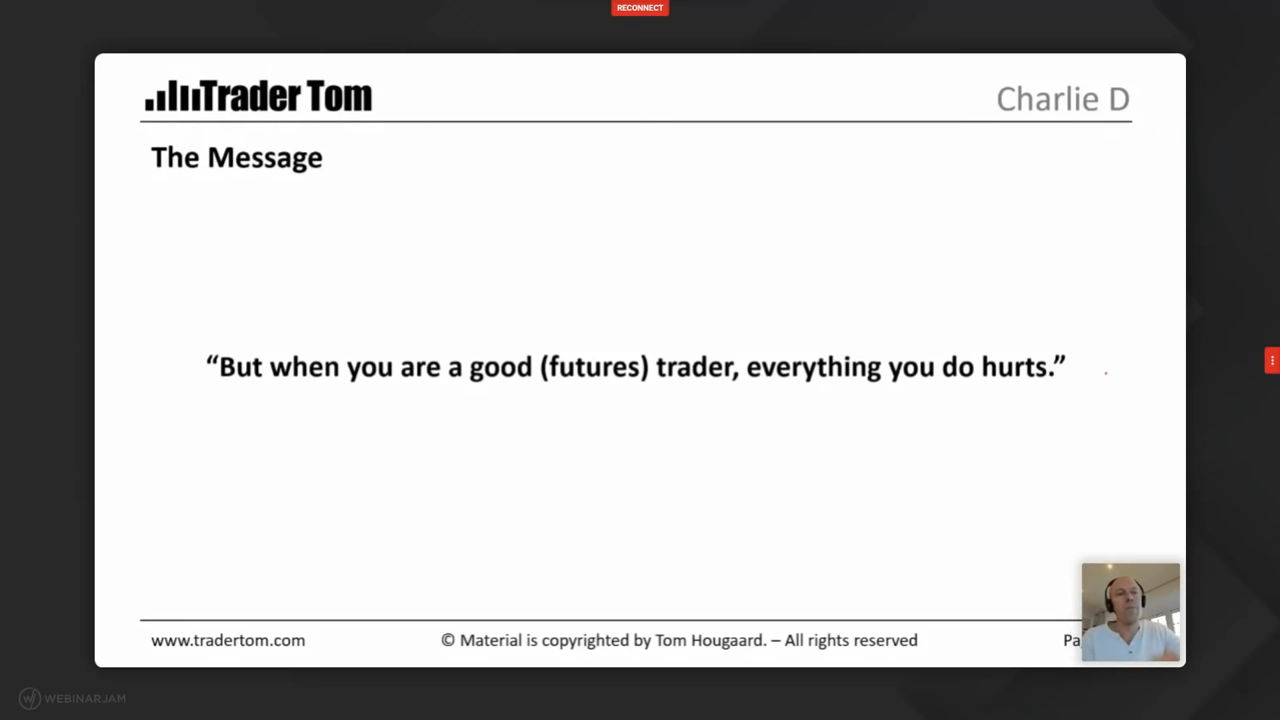 RECONNECT
Trader Tom
Charlie D
The Message
“But when you are a good (futures) trader, everything you do hurts.”
www.tradertom.com
© Material is copyrighted by Tom Hougaard. – All rights reserved
WEBINARJAM